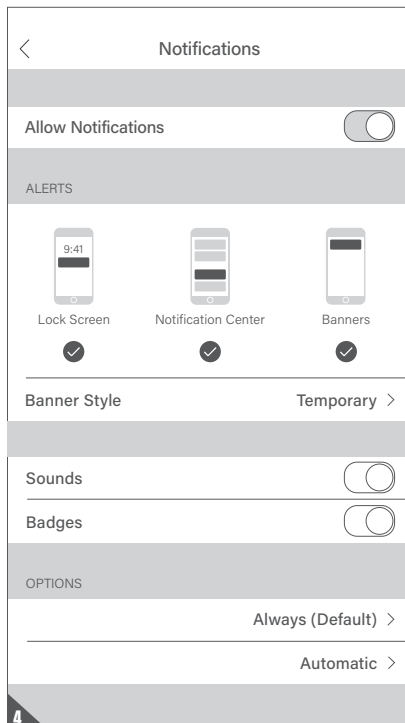 Notifications
Allow Notifications
ALERTS
9:41
Lock Screen Notification Center Banners
Banner Style Temporary
Sounds
Badges
OPTIONS
Always (Default)
Automatic
4